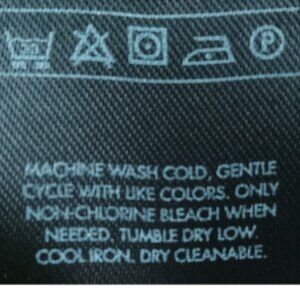 30
P
MACHINE WASH COLD, GENTLE
CYCLE WITH LIKE COLORS. ONLY
NON-CHLORINE BLEACH WHEN
NEEDED. TUMBLE DRY LOW.
COOL IRON. DRY CLEANABLE.